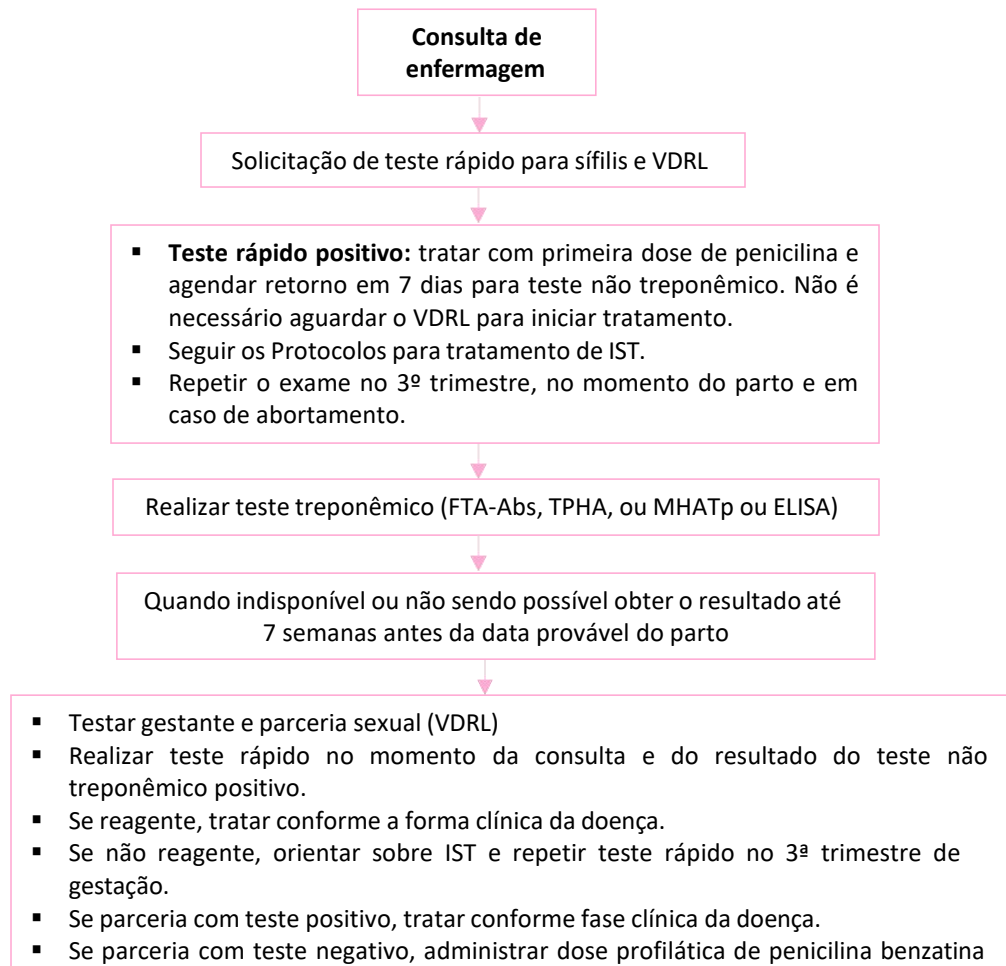 Consulta de
enfermagem
Solicitação de teste rápido para sífilis e VDRL
▪ Teste rápido positivo: tratar com primeira dose de penicilina e
agendar retorno em 7 dias para teste não treponêmico. Não é
necessário aguardar o VDRL para iniciar tratamento.
▪ Seguir os Protocolos para tratamento de IST.
▪ Repetir o exame no 3º trimestre, no momento do parto e em
caso de abortamento.
Realizar teste treponêmico (FTA-Abs, TPHA, ou MHATp ou ELISA)
Quando indisponível ou não sendo possível obter o resultado até
7 semanas antes da data provável do parto
▪ Testar gestante e parceria sexual (VDRL)
▪ Realizar teste rápido no momento da consulta e do resultado do teste não
treponêmico positivo.
▪ Se reagente, tratar conforme a forma clínica da doença.
▪ Se não reagente, orientar sobre IST e repetir teste rápido no 3ª trimestre de
gestação.
▪ Se parceria com teste positivo, tratar conforme fase clínica da doença.
▪ Se parceria com teste negativo, administrar dose profilática de penicilina benzatina